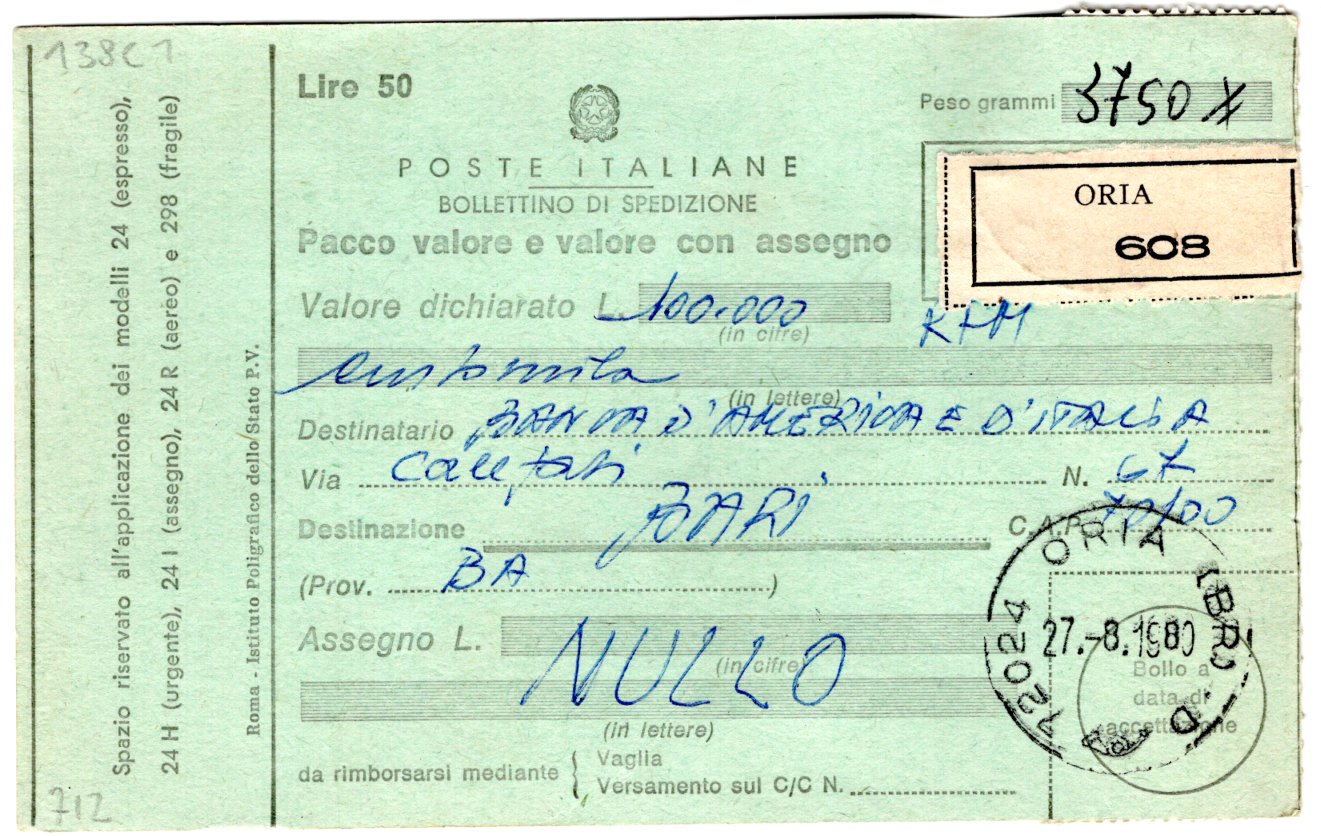 138C1
Lire 50
Peso grammi 3750
POSTE ITALIANE
BOLLETTINO DI SPEDIZIONE
Pacco valore e valore con assegno
ORIA
608
Valore dichiarato L. 100.000
(in cifre)
centomila
(in lettere)
Destinatario BANCA D'AMERICA E D'ITALIA
Via N. 67
Destinazione BARI C.A.P. 70100
(Prov. BA)
Assegno L. NULLO
(in cifre)
(in lettere)
da rimborsarsi mediante { Vaglia
Versamento sul C/C N.
72024 ORIA (BR)
27.-8.1980
Bollo a
data di
accettazione
Spazio riservato all'applicazione dei modelli 24 (espresso),
24 H (urgente), 24 I (assegno), 24 R (aereo) e 298 (fragile)
Roma - Istituto Poligrafico dello Stato P.V.
712